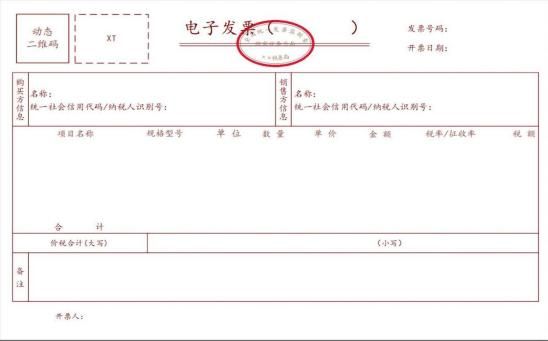 动态
二维码
XT
电子发票（ ）
发票号码：
开票日期：
购买方信息
名称：
统一社会信用代码/纳税人识别号：
销售方信息
名称：
统一社会信用代码/纳税人识别号：
项目名称 规格型号 单位 数量 单价 金额 税率/征收率 税额
合计
价税合计(大写) （小写）
备注
开票人：